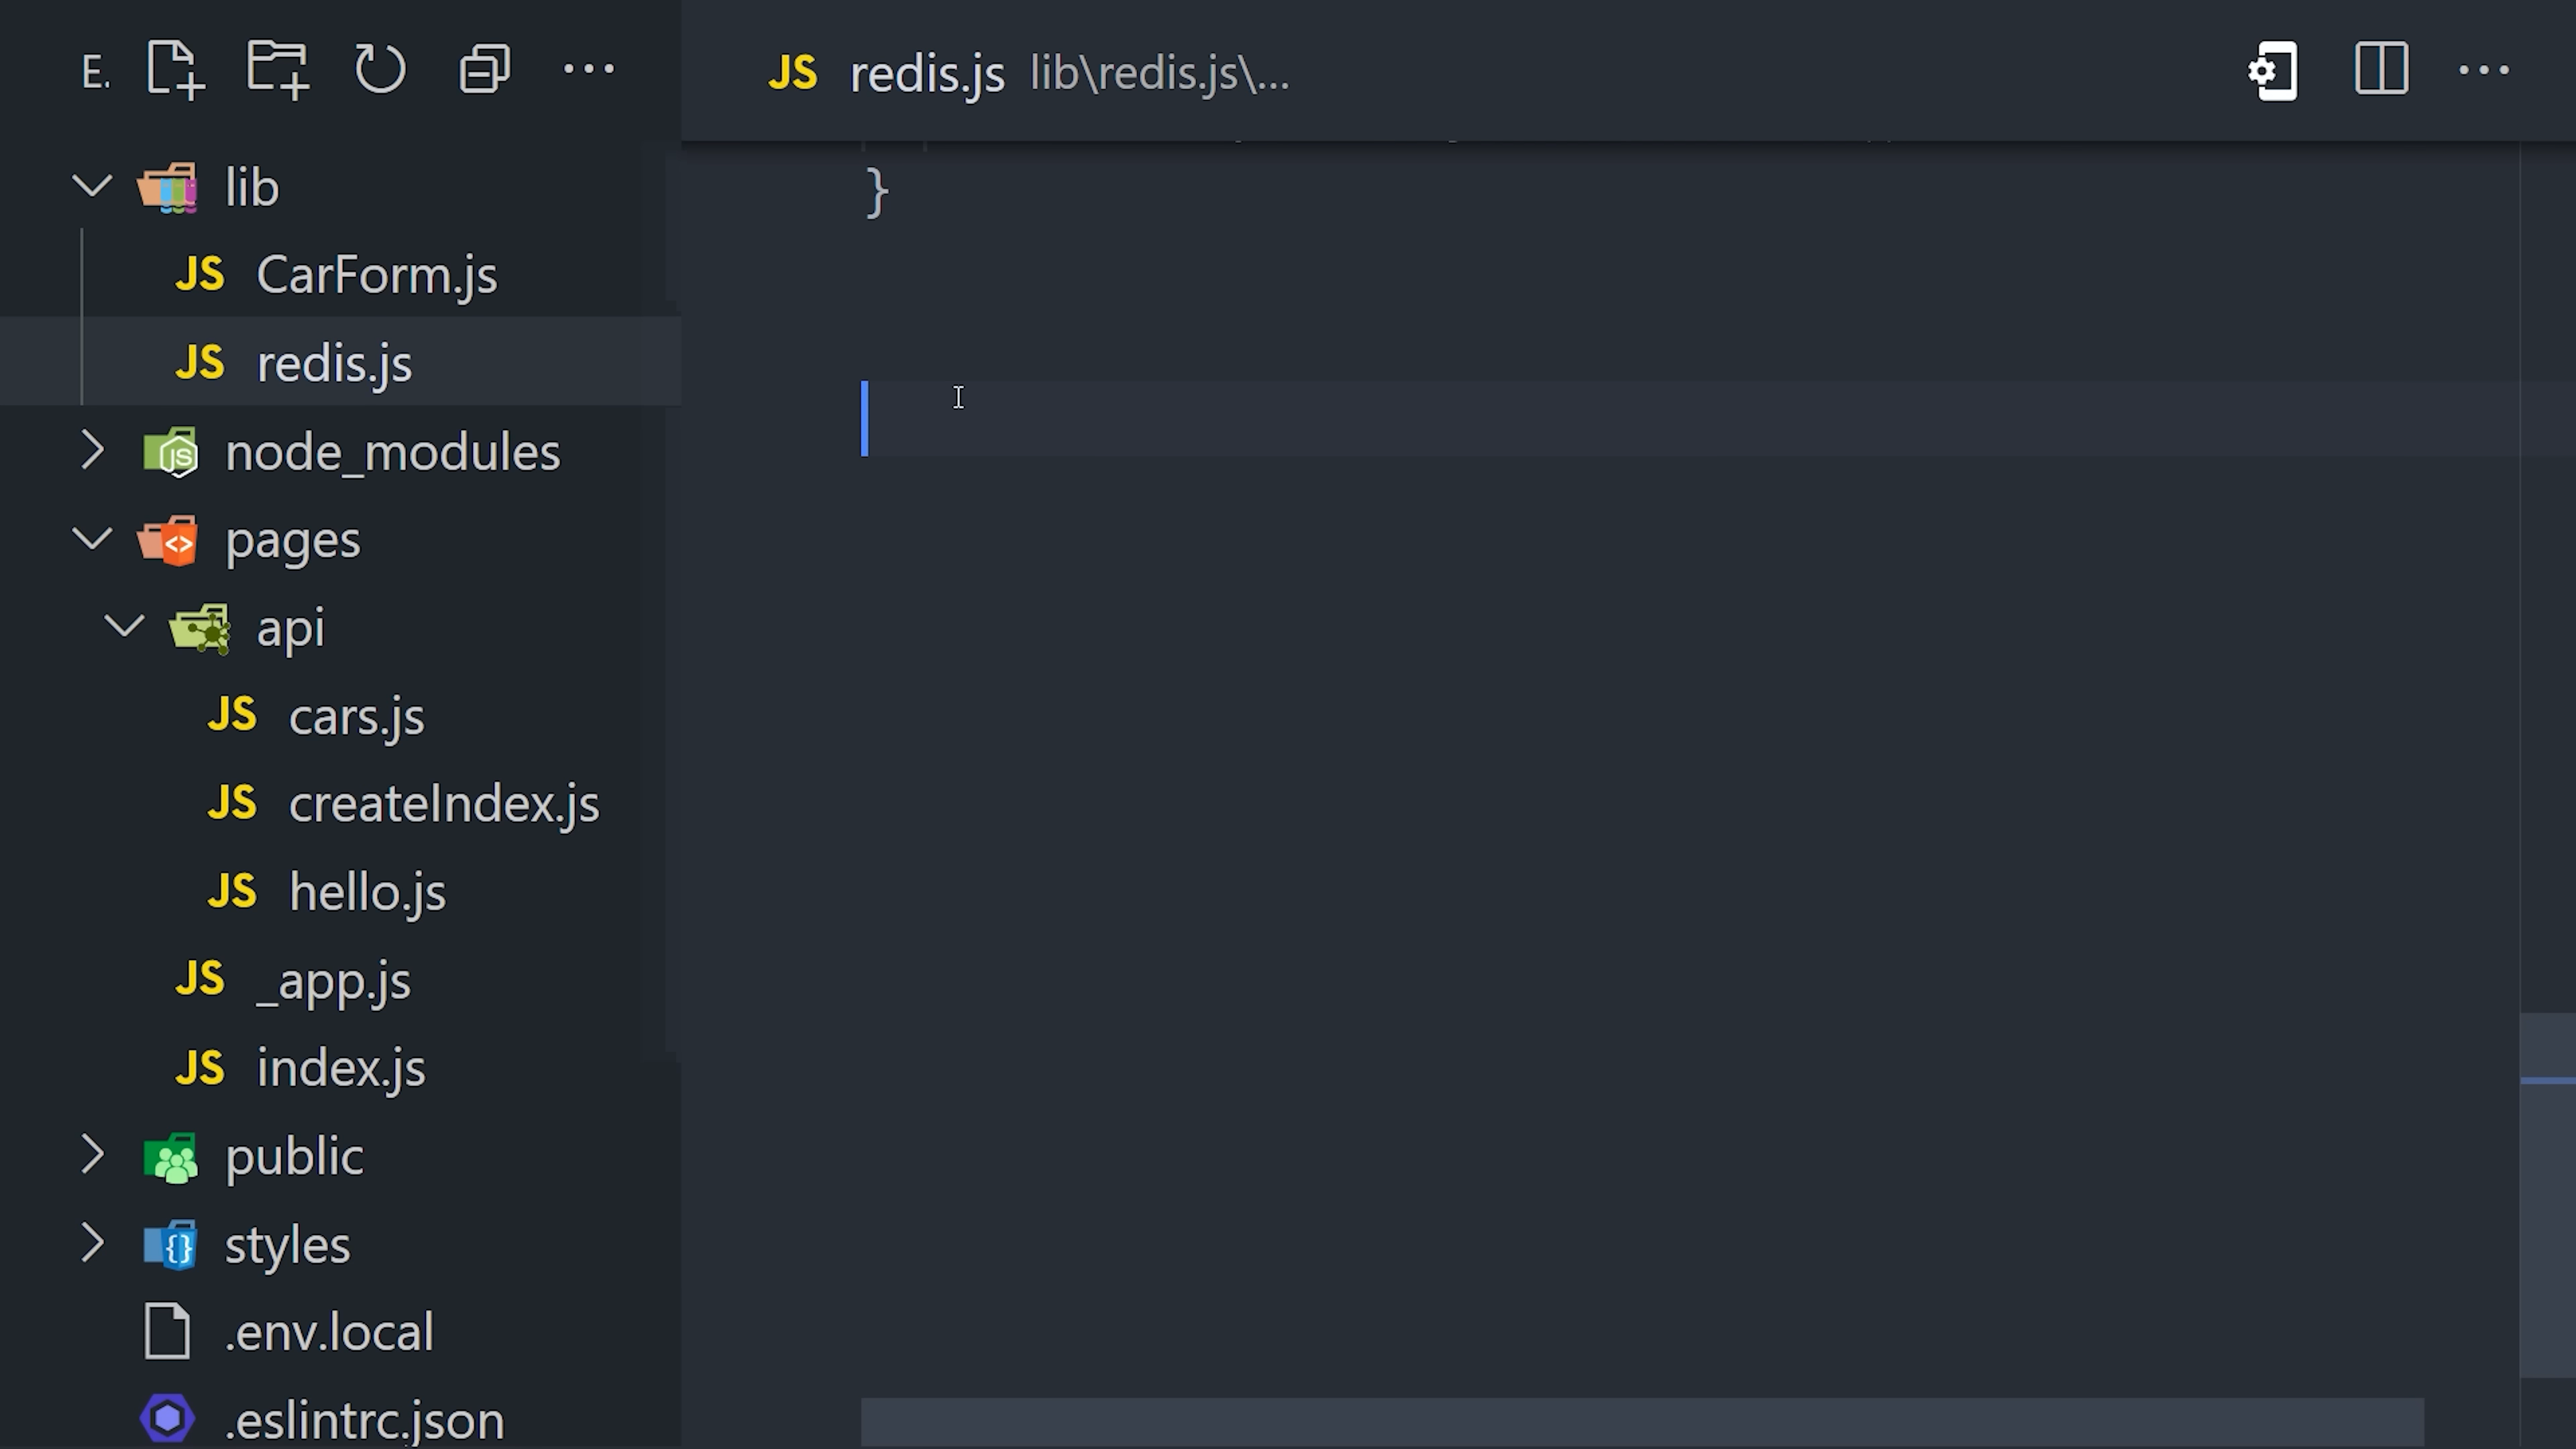 E.
JS redis.js lib\redis.js\...
}
lib
JS CarForm.js
JS redis.js
JS node_modules
<> pages
api
JS cars.js
JS createIndex.js
JS hello.js
JS _app.js
JS index.js
public
{} styles
.env.local
.eslintrc.json